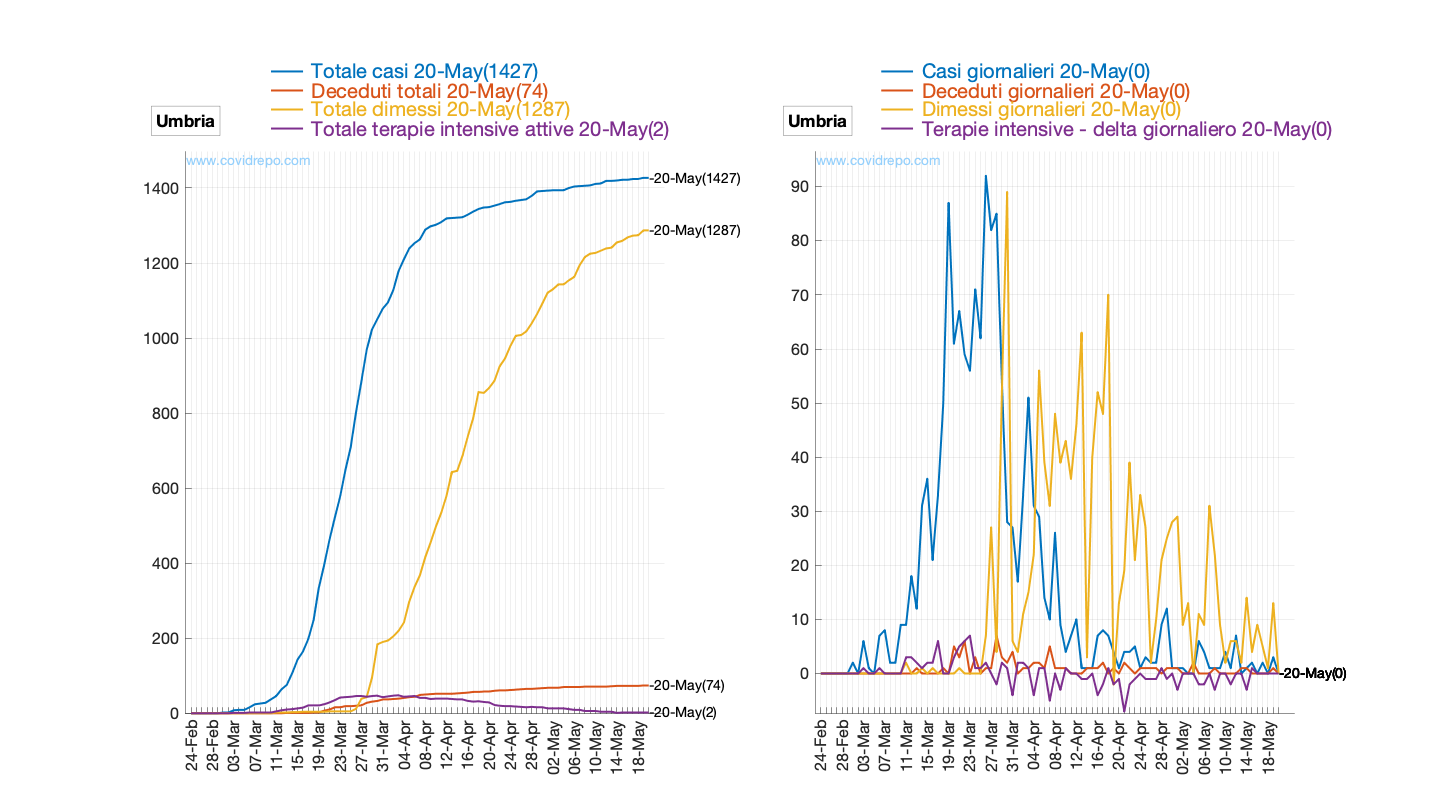 Totale casi 20-May(1427)
Deceduti totali 20-May(74)
Totale dimessi 20-May(1287)
Totale terapie intensive attive 20-May(2)
Umbria
www.covidrepo.com
1400
1200
1000
800
600
400
200
0
-20-May(1427)
-20-May(1287)
-20-May(74)
-20-May(2)
24-Feb
28-Feb
03-Mar
07-Mar
11-Mar
15-Mar
19-Mar
23-Mar
27-Mar
31-Mar
04-Apr
08-Apr
12-Apr
16-Apr
20-Apr
24-Apr
28-Apr
02-May
06-May
10-May
14-May
18-May
Casi giornalieri 20-May(0)
Deceduti giornalieri 20-May(0)
Dimessi giornalieri 20-May(0)
Terapie intensive - delta giornaliero 20-May(0)
Umbria
www.covidrepo.com
90
80
70
60
50
40
30
20
10
0
-20-May(0)
24-Feb
28-Feb
03-Mar
07-Mar
11-Mar
15-Mar
19-Mar
23-Mar
27-Mar
31-Mar
04-Apr
08-Apr
12-Apr
16-Apr
20-Apr
24-Apr
28-Apr
02-May
06-May
10-May
14-May
18-May